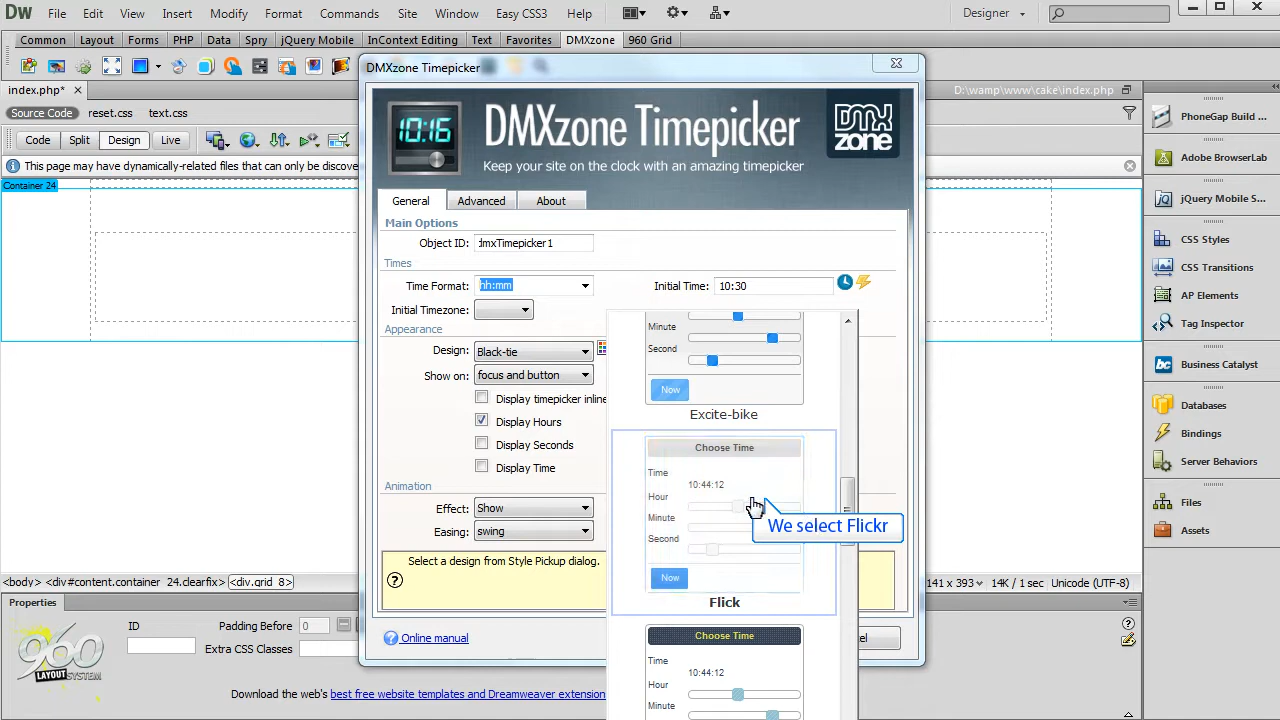 Dw File Edit View Insert Modify Format Commands Site Window Easy CSS3 Help Designer
Common Layout Forms PHP Data Spry jQuery Mobile InContext Editing Text Favorites DMXzone 960 Grid
DMXzone Timepicker
index.php* × D:\wamp\www\cake\index.php
Source Code reset.css text.css
Code Split Design Live
This page may have dynamically-related files that can only be discove
Container 24
10:16
DMXzone Timepicker
Keep your site on the clock with an amazing timepicker
DMX zone
General Advanced About
Main Options
Object ID: dmxTimepicker1
Times
Time Format: hh:mm Initial Time: 10:30
Initial Timezone:
Appearance
Design: Black-tie
Show on: focus and button
Display timepicker inline
Display Hours
Display Seconds
Display Time
Animation
Effect: Show
Easing: swing
Select a design from Style Pickup dialog.
Online manual
el
Minute
Second
Now
Excite-bike
Choose Time
Time
10:44:12
Hour
Minute
Second
Now
Flick
We select Flickr
Choose Time
Time
10:44:12
Hour
Minute
PhoneGap Build ...
Adobe BrowserLab
jQuery Mobile S...
CSS Styles
CSS Transitions
AP Elements
Tag Inspector
Business Catalyst
Databases
Bindings
Server Behaviors
Files
Assets
<body> <div#content.container 24.clearfix> <div.grid 8> 141 x 393 14K / 1 sec Unicode (UTF-8)
Properties
ID Padding Before 0
Extra CSS Classes
960 LAYOUT SYSTEM
Download the web's best free website templates and Dreamweaver extension